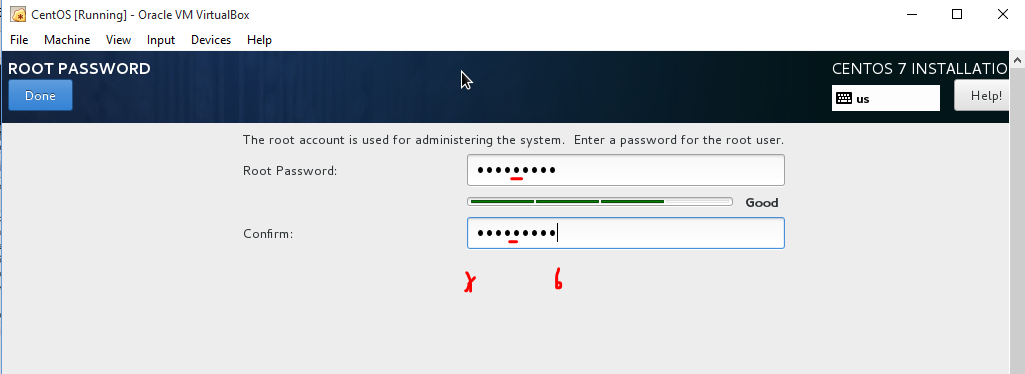 CentOS [Running] - Oracle VM VirtualBox
File Machine View Input Devices Help
ROOT PASSWORD
CENTOS 7 INSTALLATIO
Done
us
Help!
The root account is used for administering the system. Enter a password for the root user.
Root Password: •••••••••
Good
Confirm: •••••••••